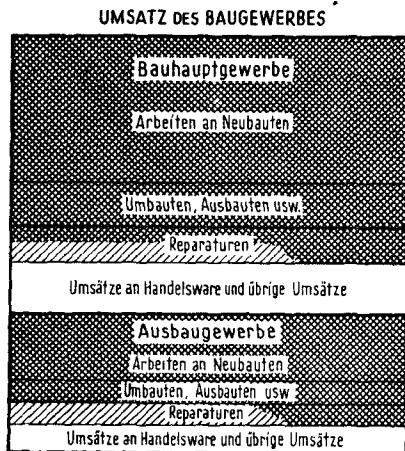 UMSATZ DES BAUGEWERBES
Bauhauptgewerbe
Arbeiten an Neubauten
Umbauten, Ausbauten usw.
Reparaturen
Umsätze an Handelsware und übrige Umsätze
Ausbaugewerbe
Arbeiten an Neubauten
Umbauten, Ausbauten usw
Reparaturen
Umsätze an Handelsware und übrige Umsätze